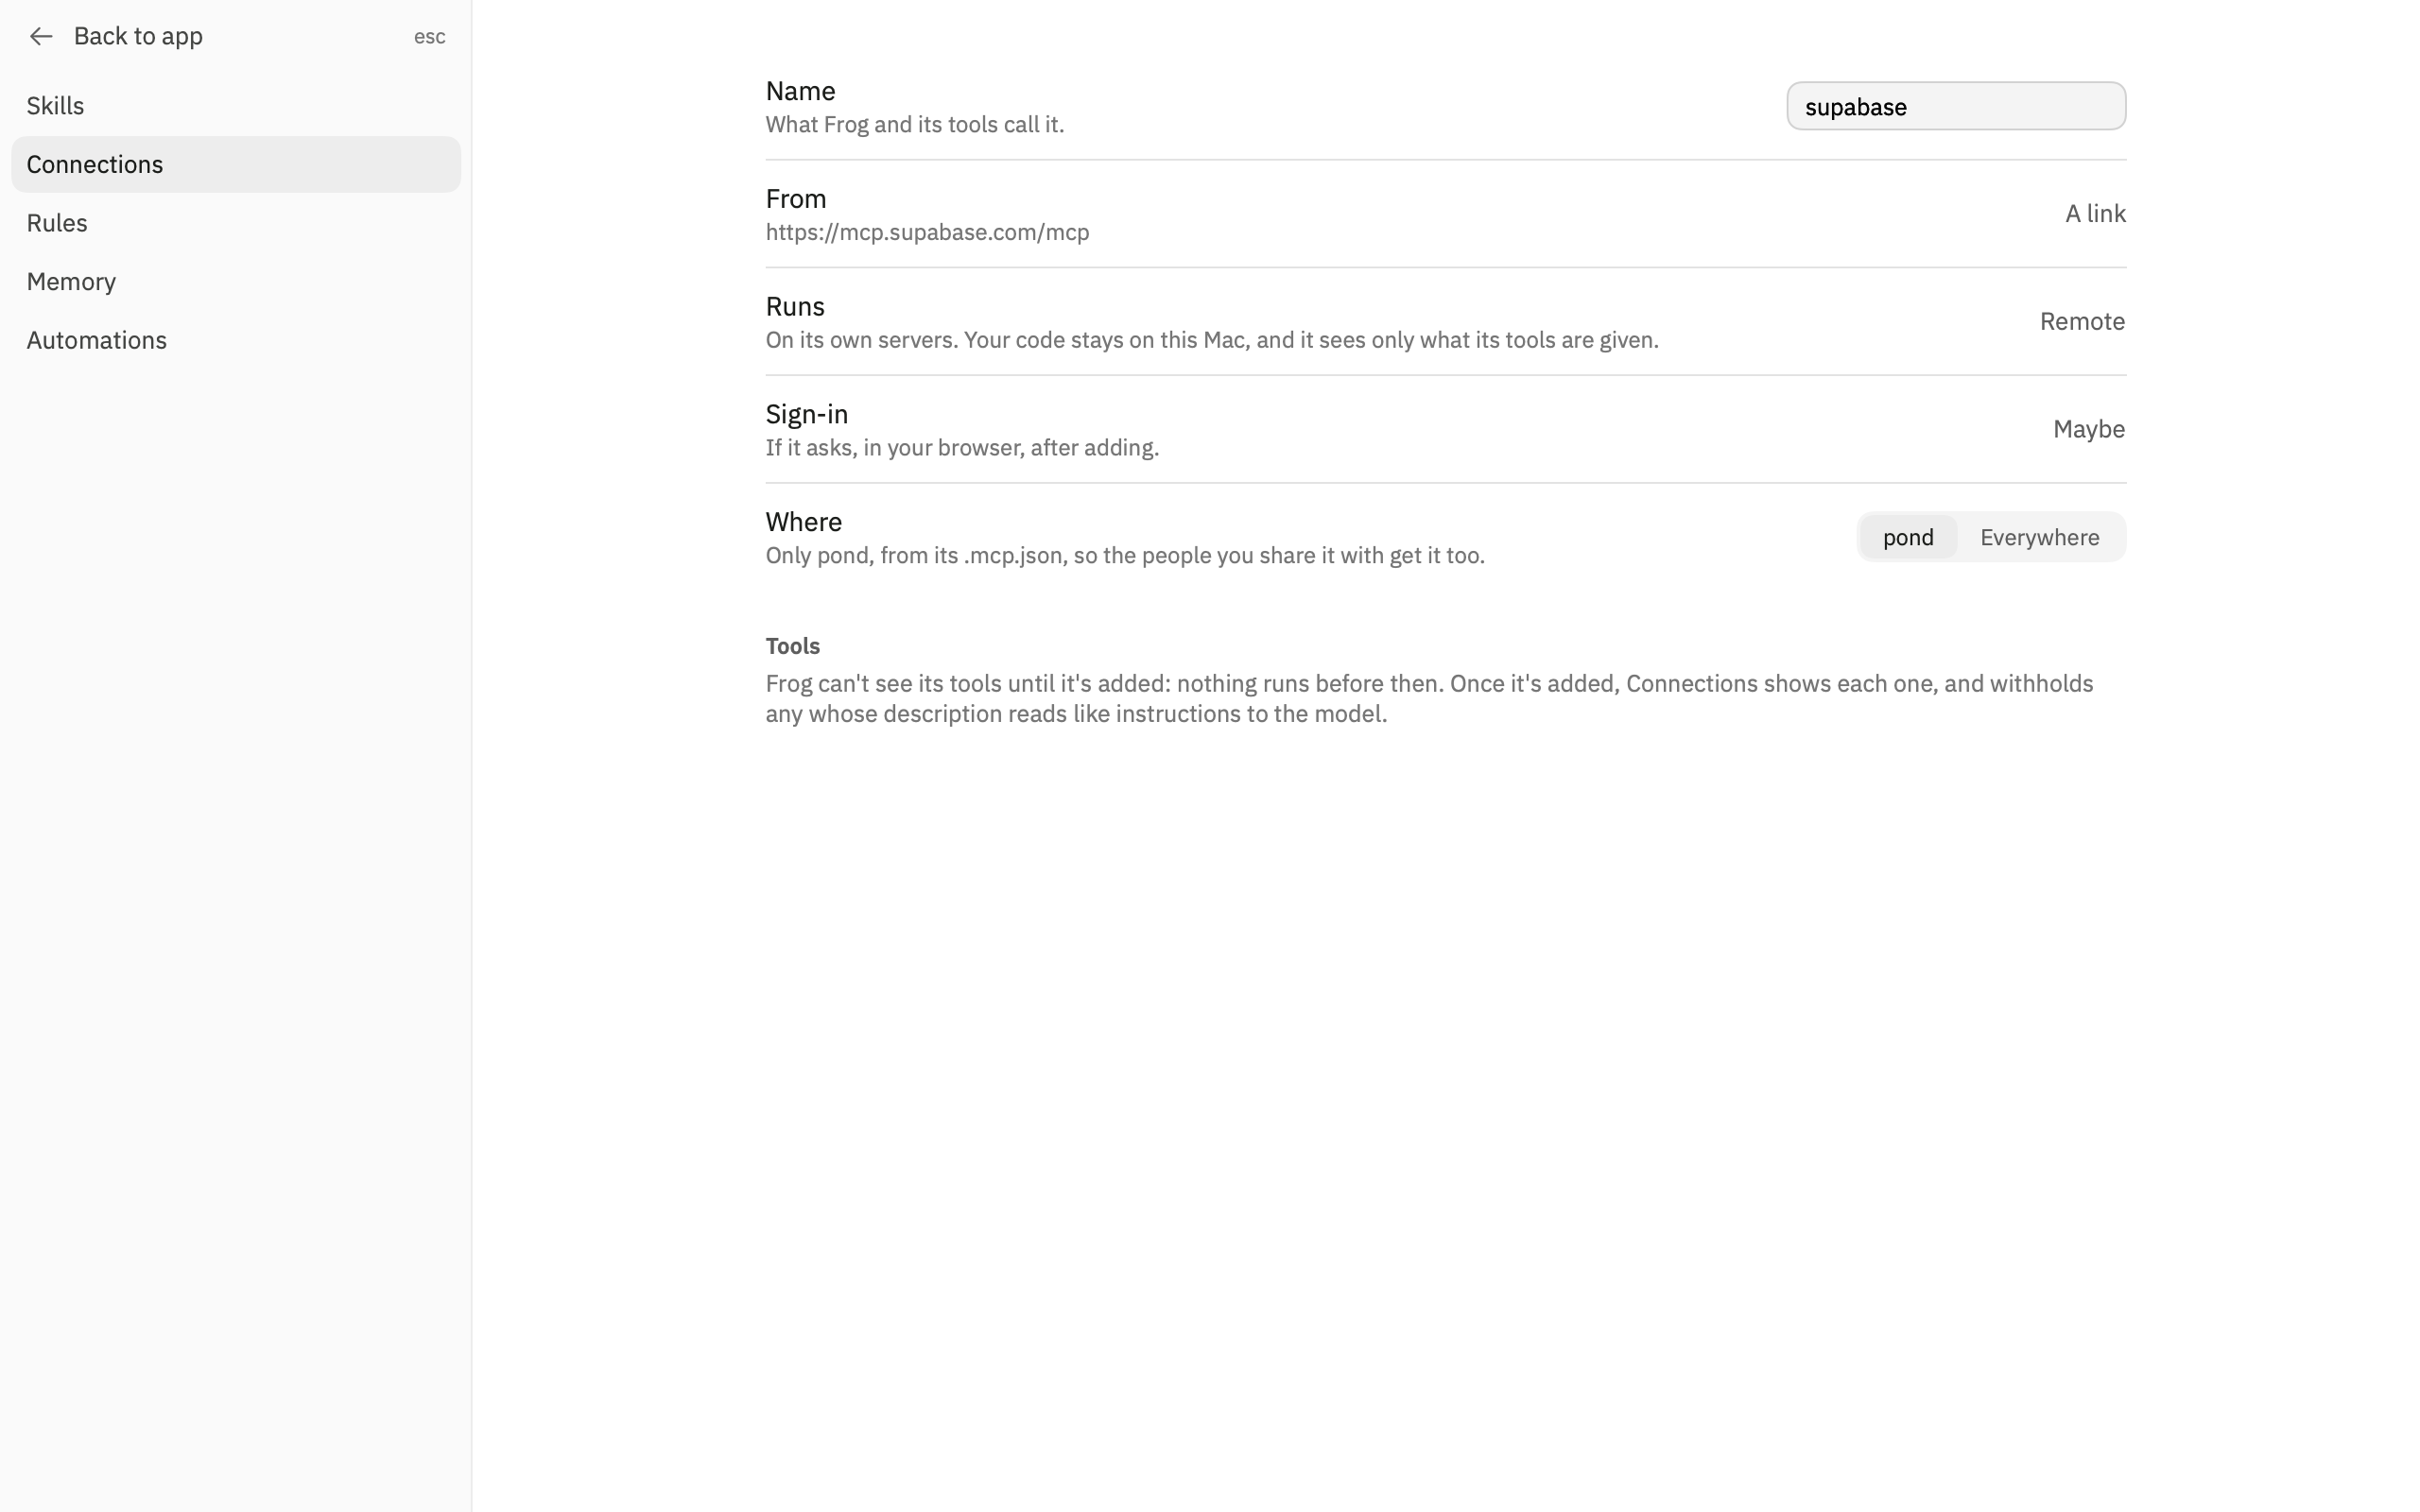 Back to app
esc
Skills
Connections
Rules
Memory
Automations
Name
What Frog and its tools call it.
supabase
From
https://mcp.supabase.com/mcp
A link
Runs
On its own servers. Your code stays on this Mac, and it sees only what its tools are given.
Remote
Sign-in
If it asks, in your browser, after adding.
Maybe
Where
Only pond, from its .mcp.json, so the people you share it with get it too.
pond
Everywhere
Tools
Frog can't see its tools until it's added: nothing runs before then. Once it's added, Connections shows each one, and withholds
any whose description reads like instructions to the model.